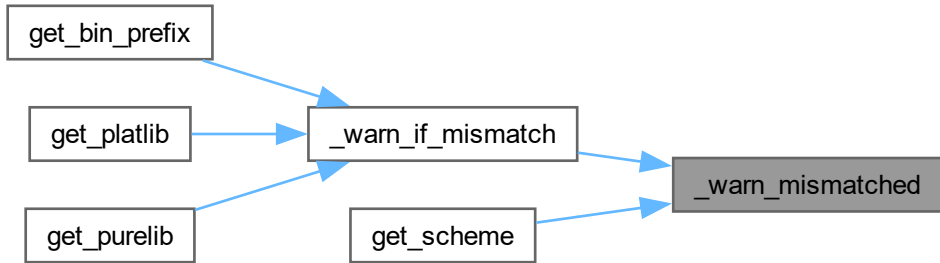 get_bin_prefix
get_platlib
_warn_if_mismatch
_warn_mismatched
get_purelib
get_scheme